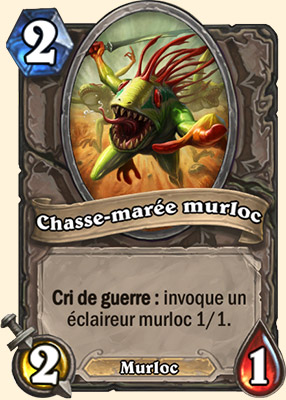 2
Chasse-marée murloc
Cri de guerre : invoque un
éclaireur murloc 1/1.
2
Murloc
1